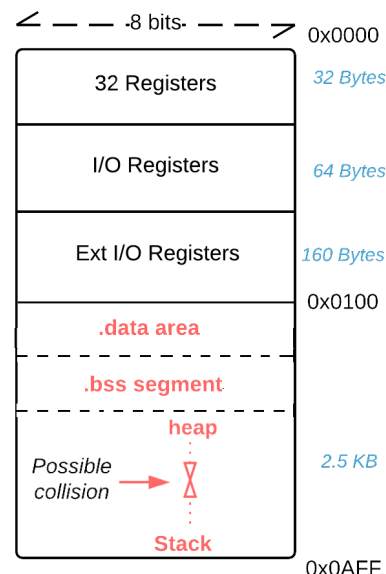 8 bits
0x0000
32 Registers
32 Bytes
I/O Registers
64 Bytes
Ext I/O Registers
160 Bytes
0x0100
.data area
.bss segment
heap
Possible
collision
2.5 KB
Stack
0x0AFF